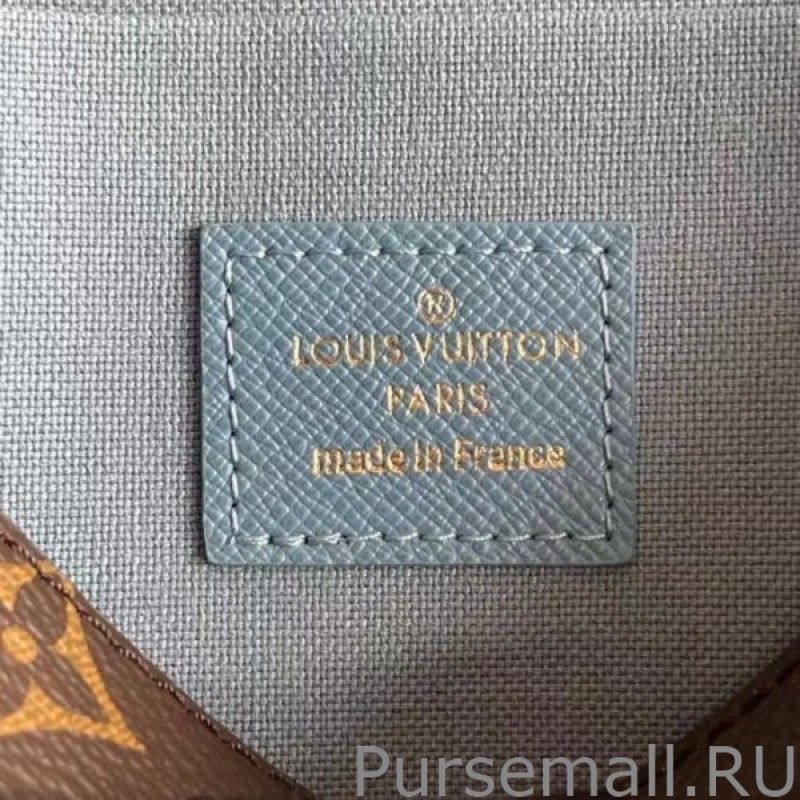 ®
LOUIS VUITTON
PARIS
made in France
Pursemall.RU